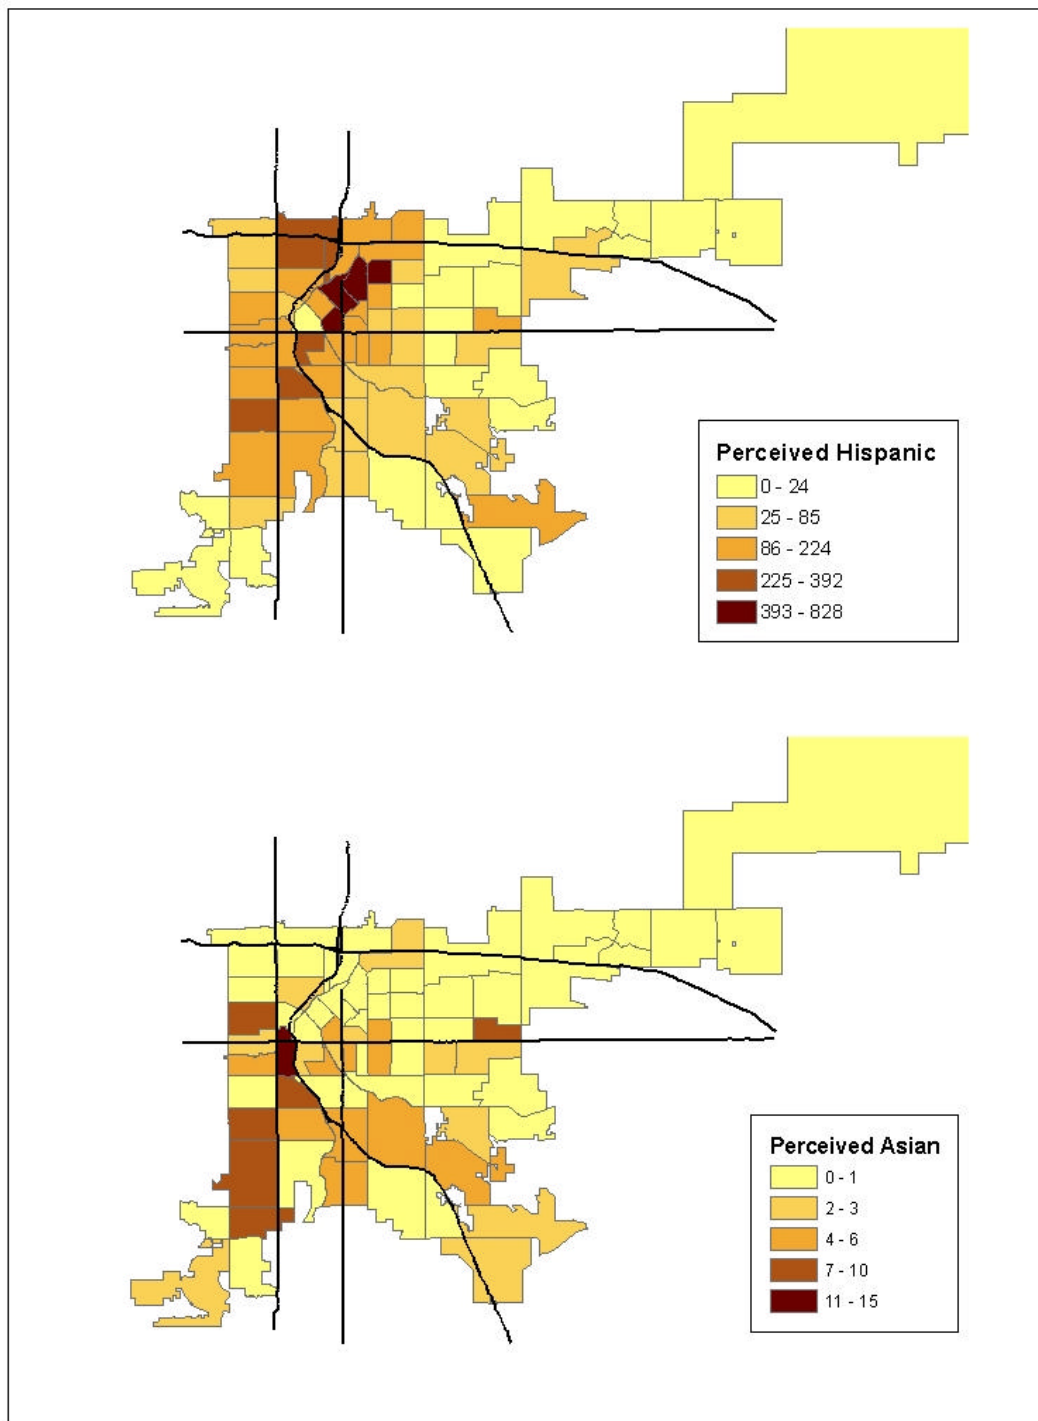 Perceived Hispanic
0 - 24
25 - 85
86 - 224
225 - 392
393 - 828
Perceived Asian
0 - 1
2 - 3
4 - 6
7 - 10
11 - 15